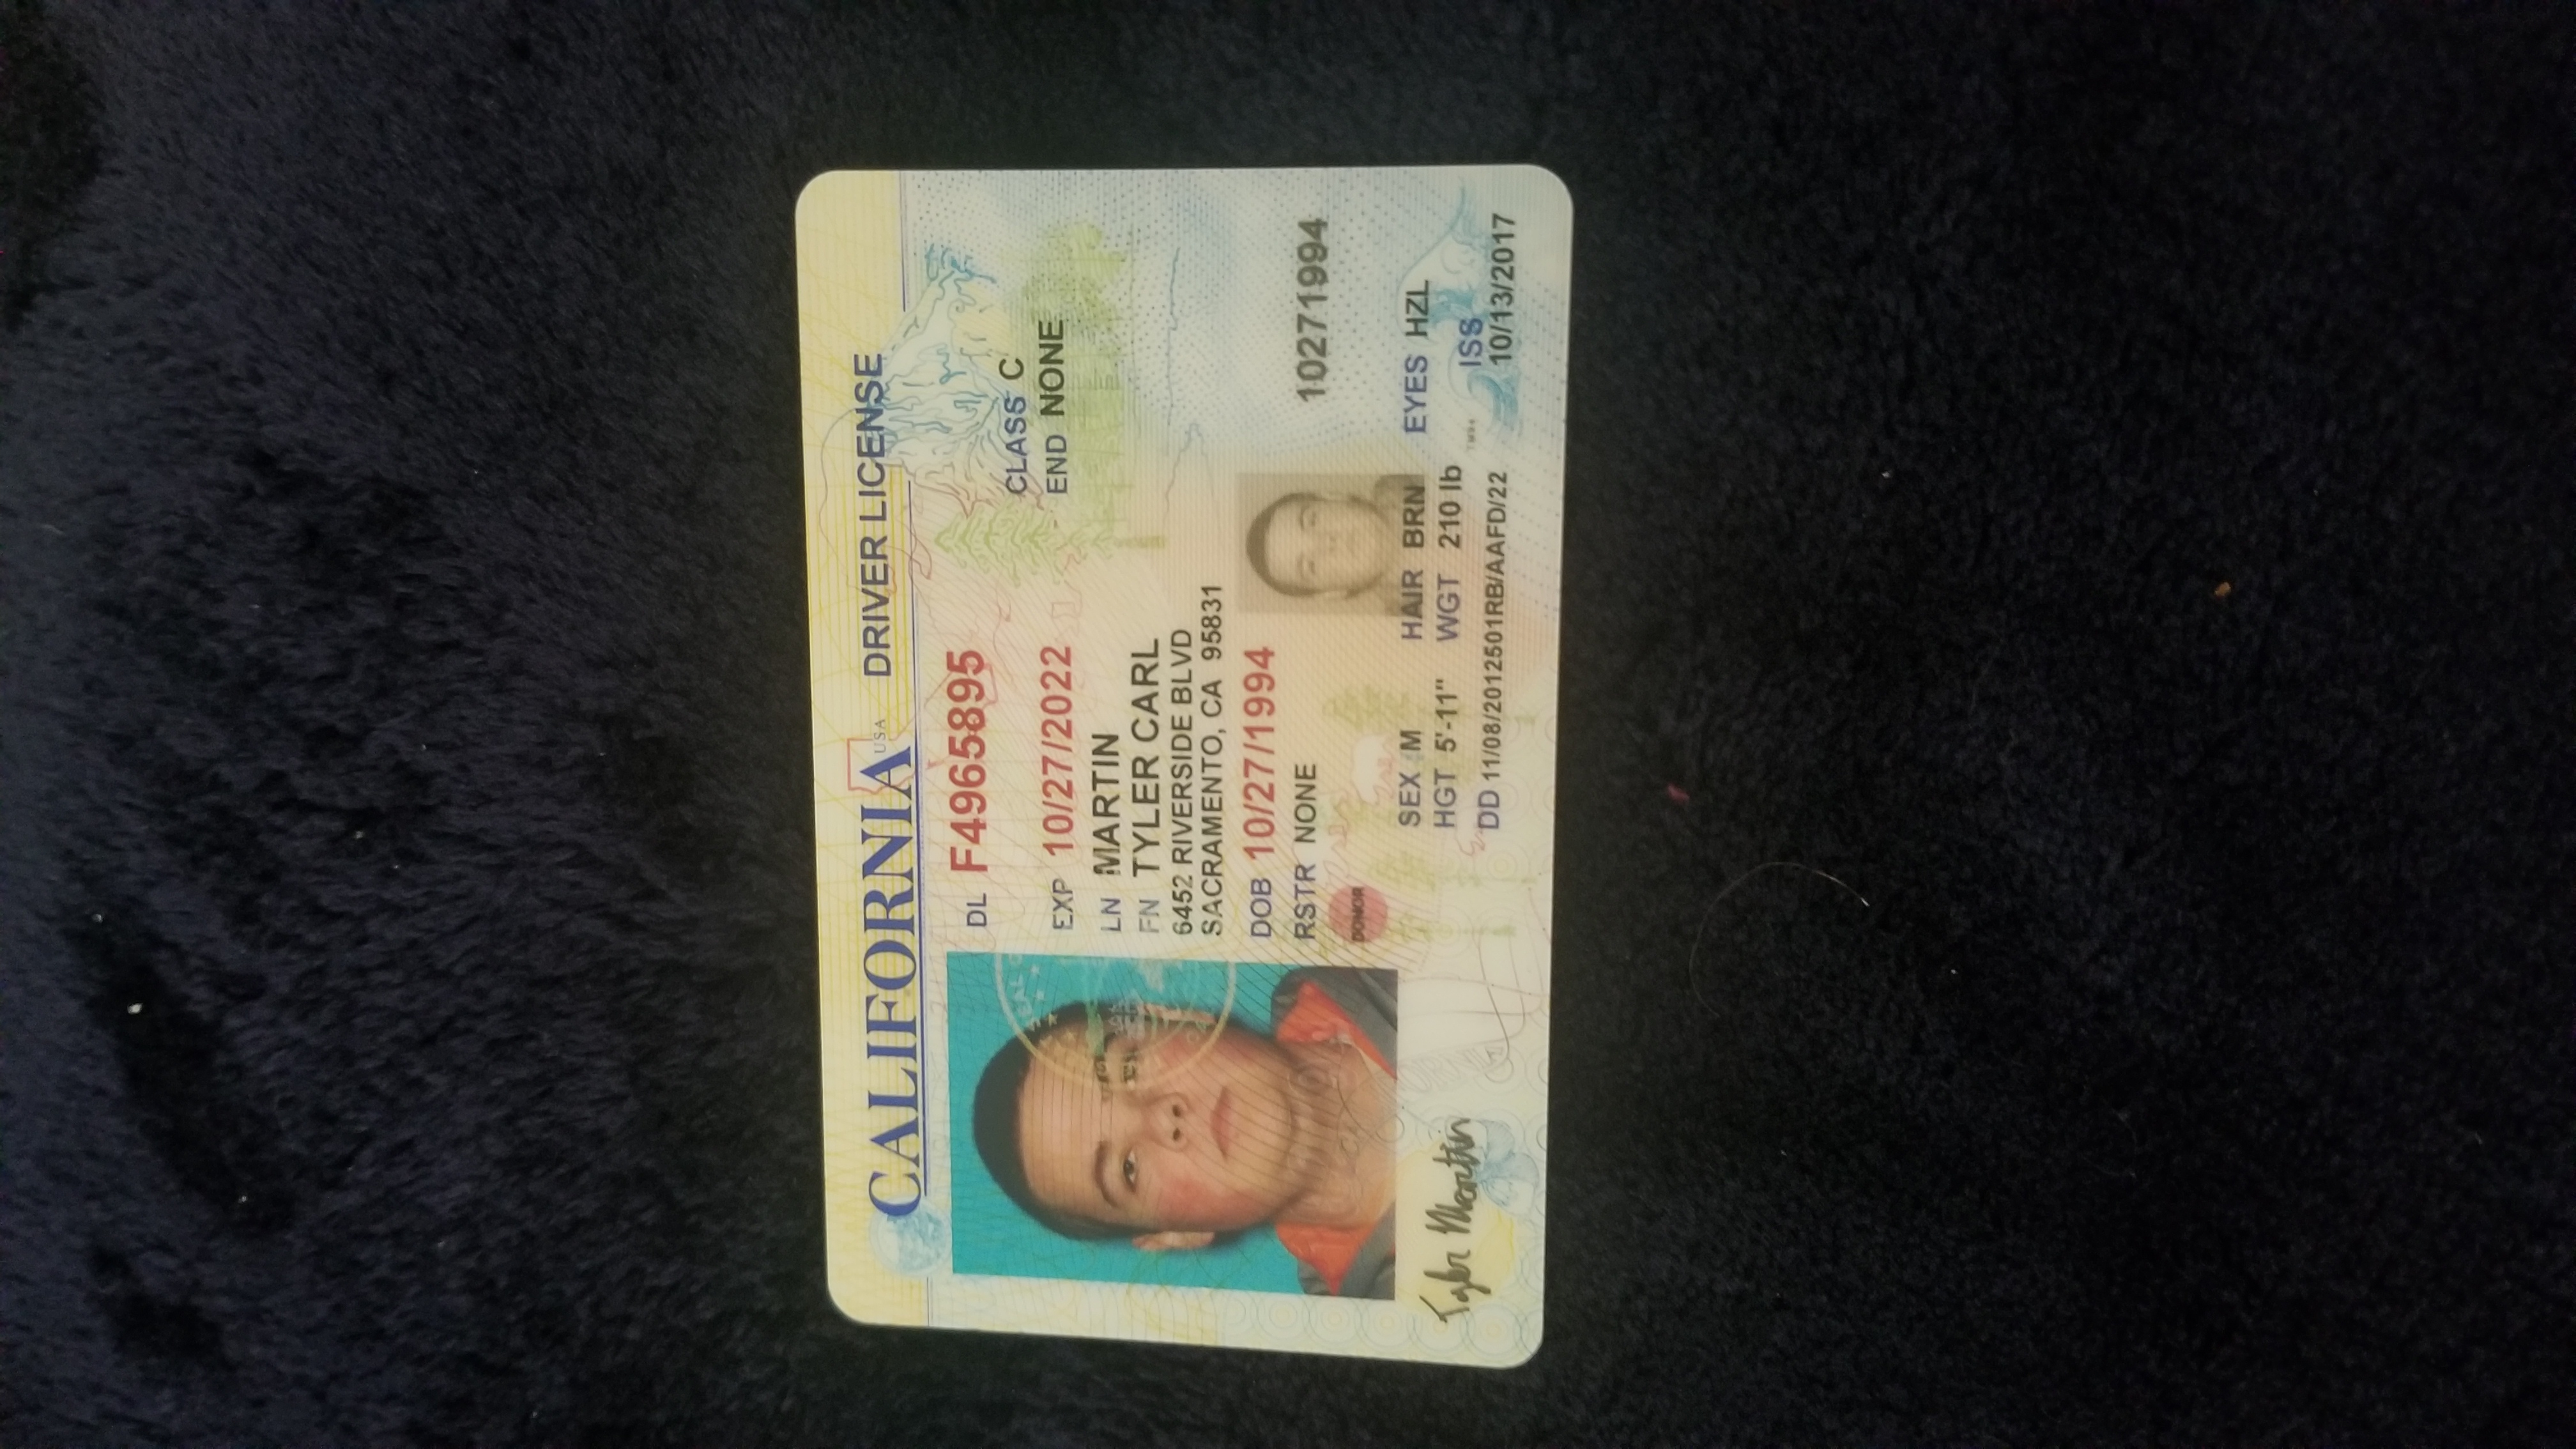 CALIFORNIA USA DRIVER LICENSE
DL F4965895
CLASS C
EXP 10/27/2022
END NONE
LN MARTIN
FN TYLER CARL
6452 RIVERSIDE BLVD
SACRAMENTO, CA 95831
DOB 10/27/1994
RSTR NONE
10271994
DONOR
SEX M HAIR BRN EYES HZL
HGT 5'-11" WGT 210 lb
ISS
DD 11/08/2012501RB/AAFD/22
10/13/2017
Tyler Martin